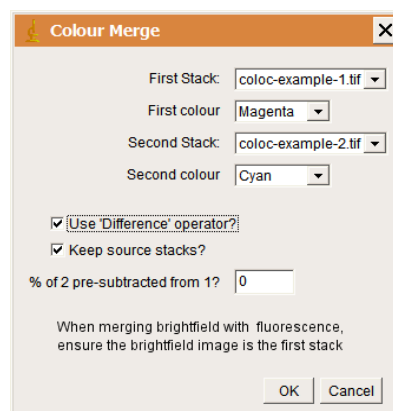 Colour Merge
First Stack: coloc-example-1.tif
First colour Magenta
Second Stack: coloc-example-2.tif
Second colour Cyan
Use 'Difference' operator?
Keep source stacks?
% of 2 pre-subtracted from 1? 0
When merging brightfield with fluorescence,
ensure the brightfield image is the first stack
OK Cancel